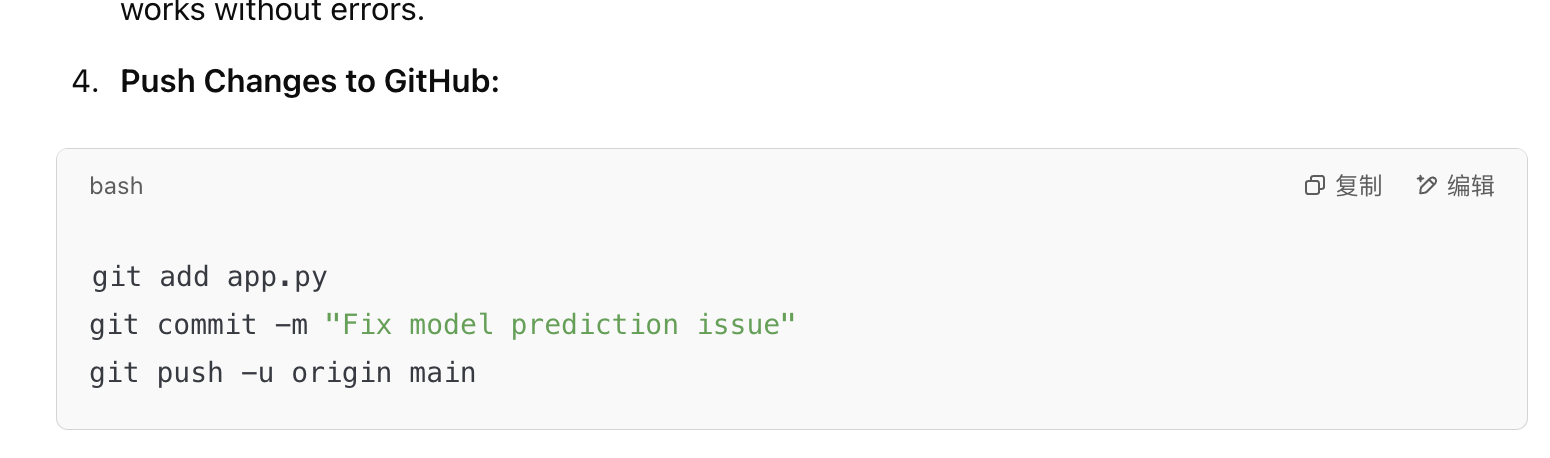 works without errors.
4. Push Changes to GitHub:
bash 复制 编辑
git add app.py
git commit -m "Fix model prediction issue"
git push -u origin main